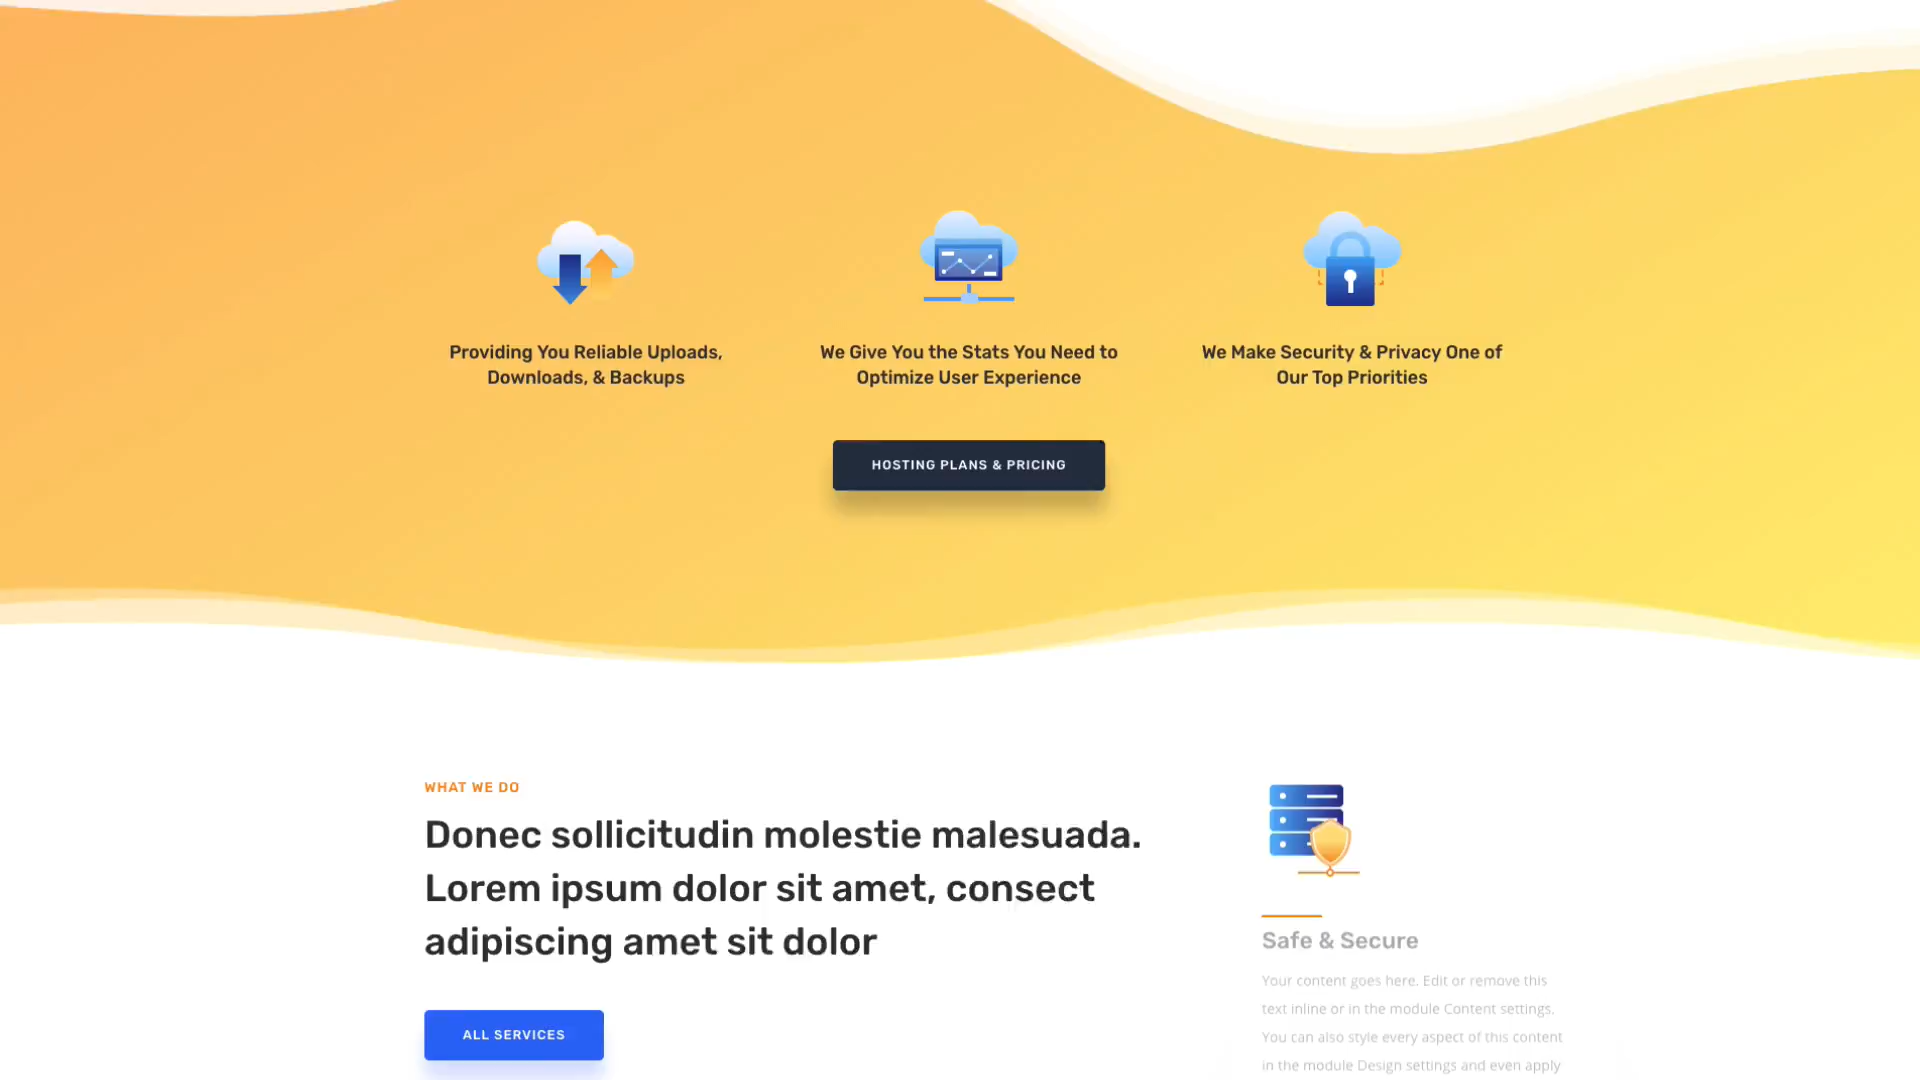 Providing You Reliable Uploads,
Downloads, & Backups
We Give You the Stats You Need to
Optimize User Experience
We Make Security & Privacy One of
Our Top Priorities
HOSTING PLANS & PRICING
WHAT WE DO
Donec sollicitudin molestie malesuada.
Lorem ipsum dolor sit amet, consect
adipiscing amet sit dolor
ALL SERVICES
Safe & Secure
Your content goes here. Edit or remove this
text inline or in the module Content settings.
You can also style every aspect of this content
in the module Design settings and even apply